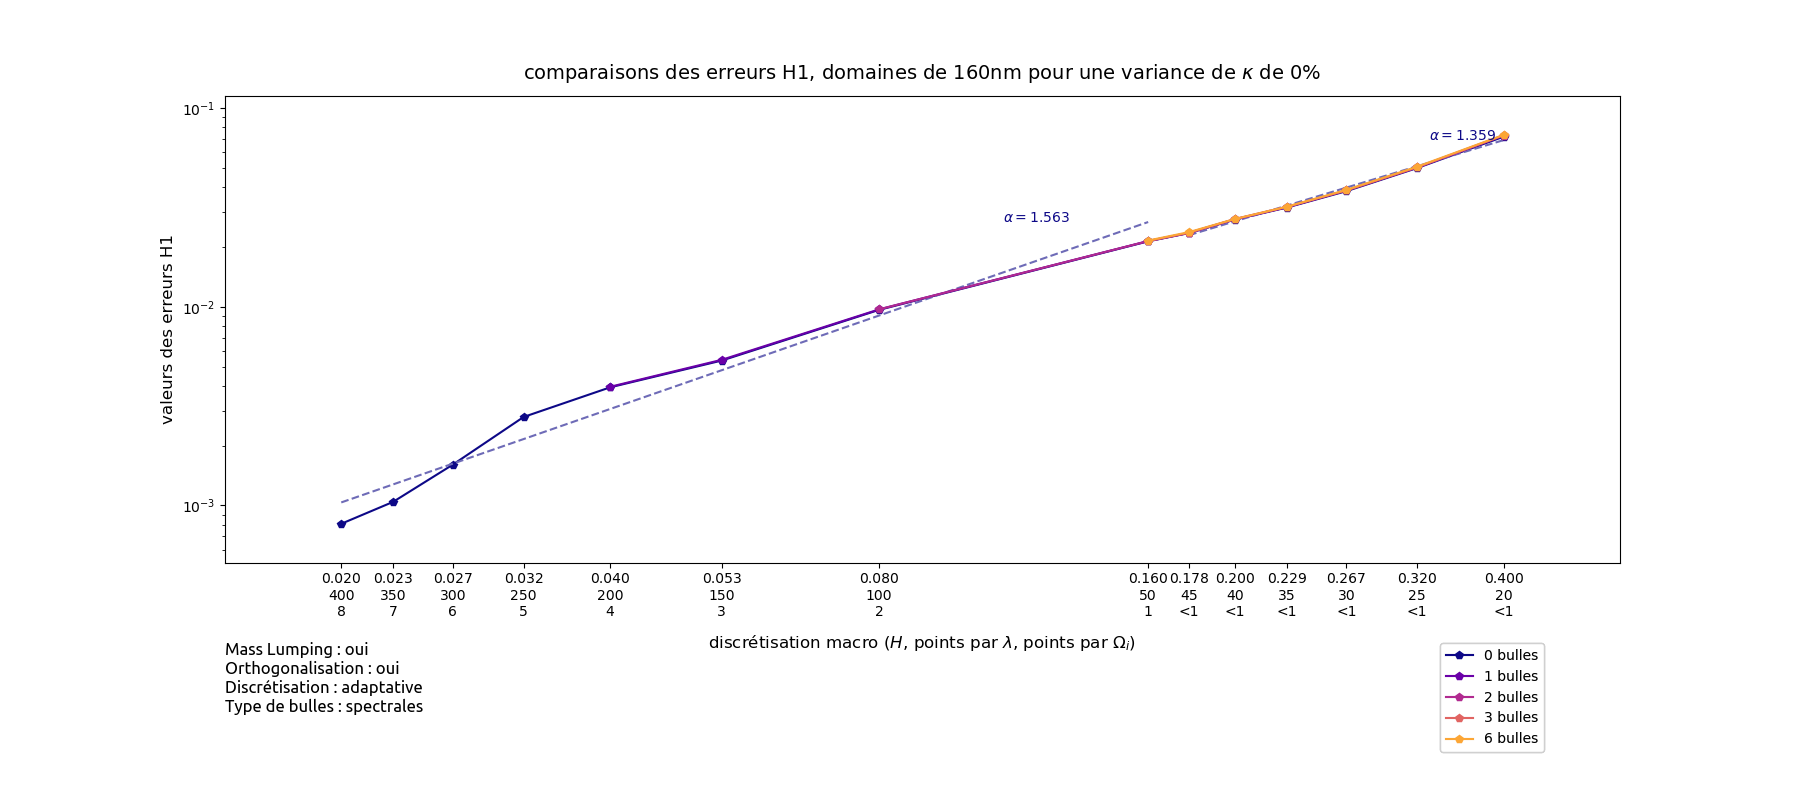 comparaisons des erreurs H1, domaines de 160nm pour une variance de κ de 0%
valeurs des erreurs H1
10⁻¹
10⁻²
10⁻³
α = 1.563
α = 1.359
0.020 0.023 0.027 0.032 0.040 0.053 0.080 0.160 0.178 0.200 0.229 0.267 0.320 0.400
400 350 300 250 200 150 100 50 45 40 35 30 25 20
8 7 6 5 4 3 2 1 <1 <1 <1 <1 <1 <1
discrétisation macro (H, points par λ, points par Ωᵢ)
Mass Lumping : oui
Orthogonalisation : oui
Discrétisation : adaptative
Type de bulles : spectrales
0 bulles
1 bulles
2 bulles
3 bulles
6 bulles